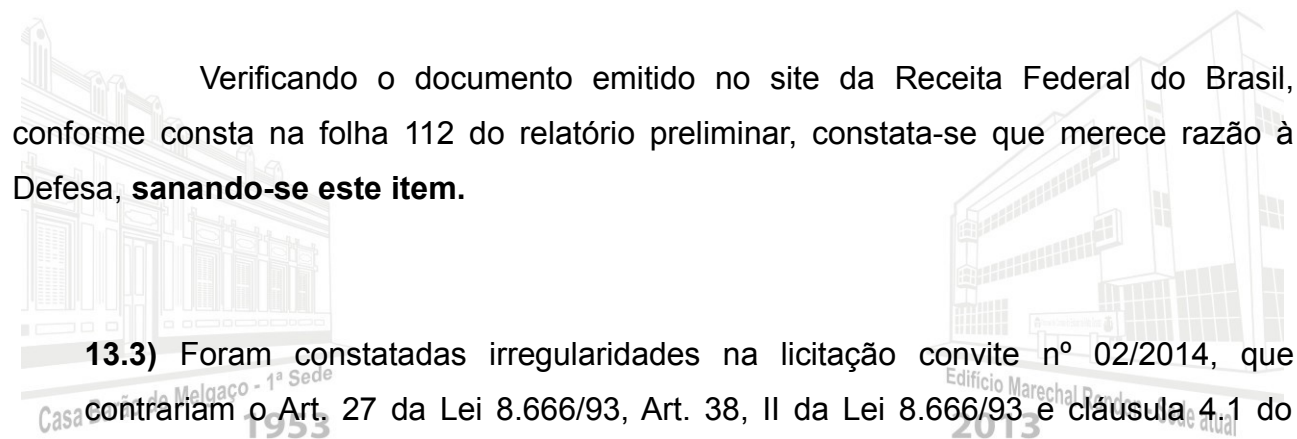 Verificando o documento emitido no site da Receita Federal do Brasil,
conforme consta na folha 112 do relatório preliminar, constata-se que merece razão à
Defesa, sanando-se este item.
13.3) Foram constatadas irregularidades na licitação convite nº 02/2014, que
contrariam o Art. 27 da Lei 8.666/93, Art. 38, II da Lei 8.666/93 e cláusula 4.1 do
Casa Melgaço - 1ª Sede
1953
Edifício Marechal Sede atual
2013